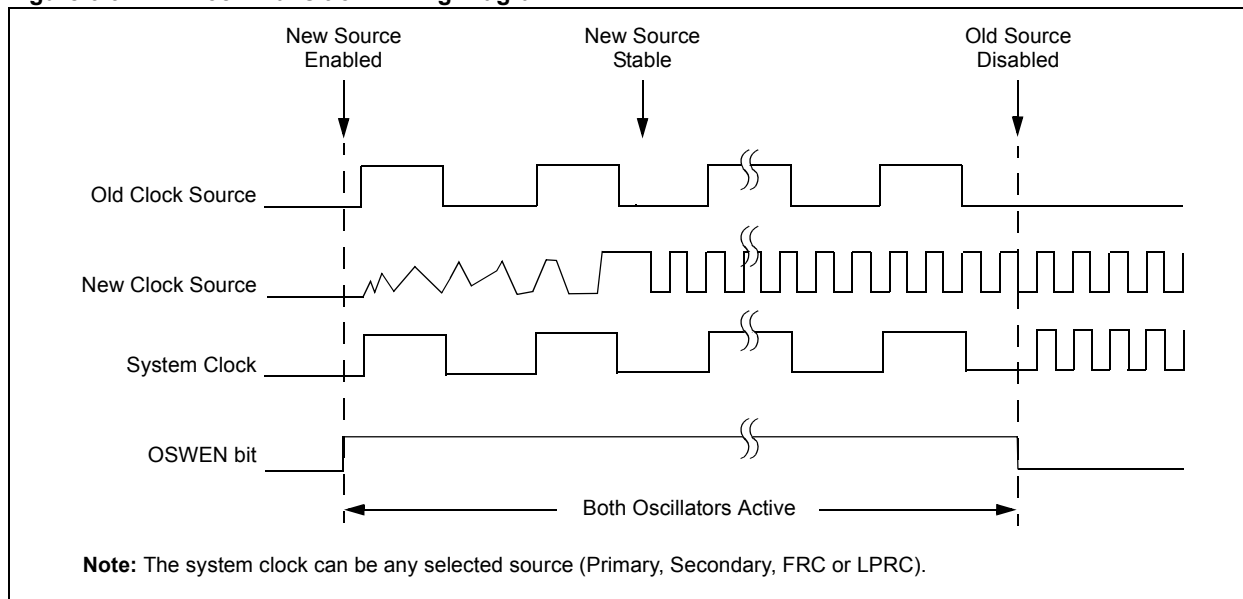 New Source
Enabled
New Source
Stable
Old Source
Disabled
Old Clock Source
New Clock Source
System Clock
OSWEN bit
Both Oscillators Active
Note: The system clock can be any selected source (Primary, Secondary, FRC or LPRC).